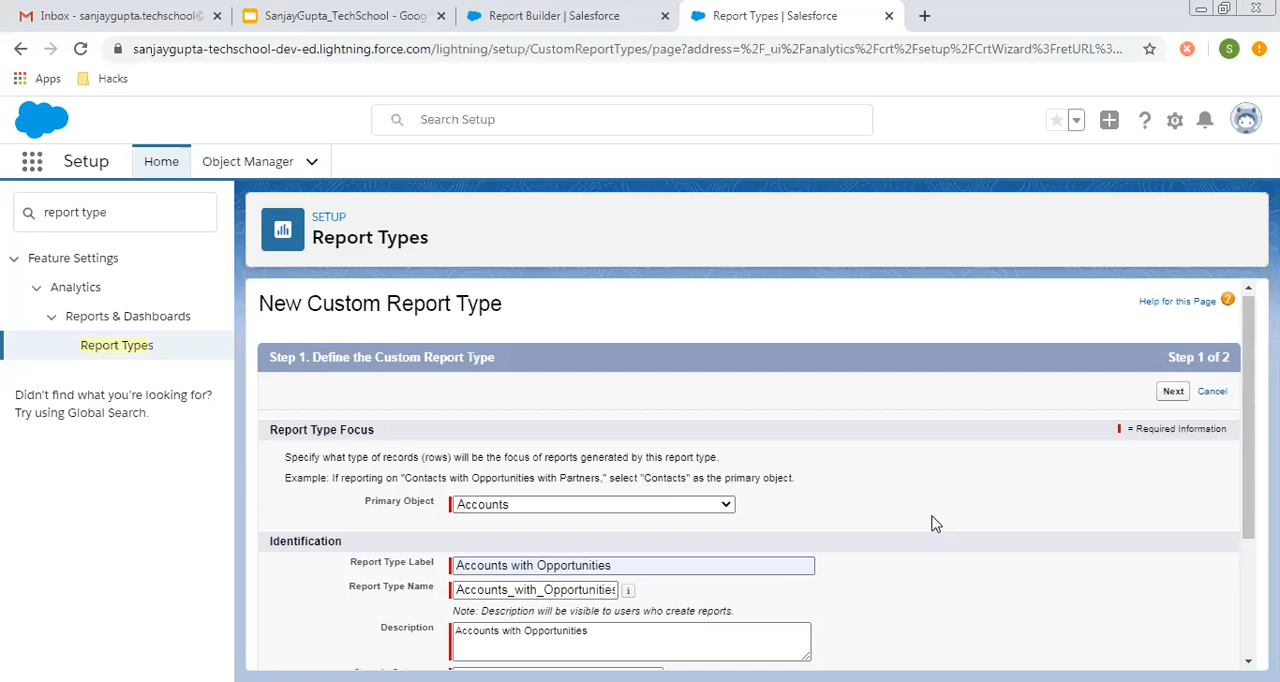 Inbox - sanjaygupta.techschool@
SanjayGupta_TechSchool - Goog
Report Builder | Salesforce
Report Types | Salesforce
sanjaygupta-techschool-dev-ed.lightning.force.com/lightning/setup/CustomReportTypes/page?address=%2F_ui%2Fanalytics%2Fcrt%2Fsetup%2FCrtWizard%3FretURL%3...
S
Apps
Hacks
Search Setup
Setup
Home
Object Manager
report type
Feature Settings
Analytics
Reports & Dashboards
Report Types
Didn't find what you're looking for?
Try using Global Search.
SETUP
Report Types
New Custom Report Type
Help for this Page
Step 1. Define the Custom Report Type
Step 1 of 2
Next
Cancel
Report Type Focus
= Required Information
Specify what type of records (rows) will be the focus of reports generated by this report type.
Example: If reporting on "Contacts with Opportunities with Partners," select "Contacts" as the primary object.
Primary Object
Accounts
Identification
Report Type Label
Accounts with Opportunities
Report Type Name
Accounts_with_Opportunities
i
Note: Description will be visible to users who create reports.
Description
Accounts with Opportunities